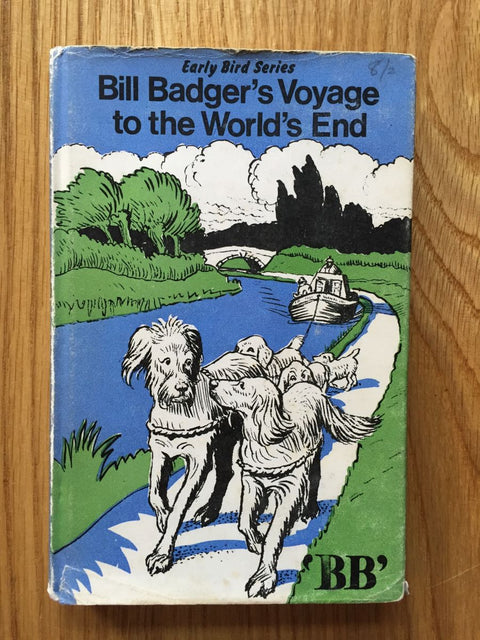 Early Bird Series
Bill Badger's Voyage
to the World's End
'BB'